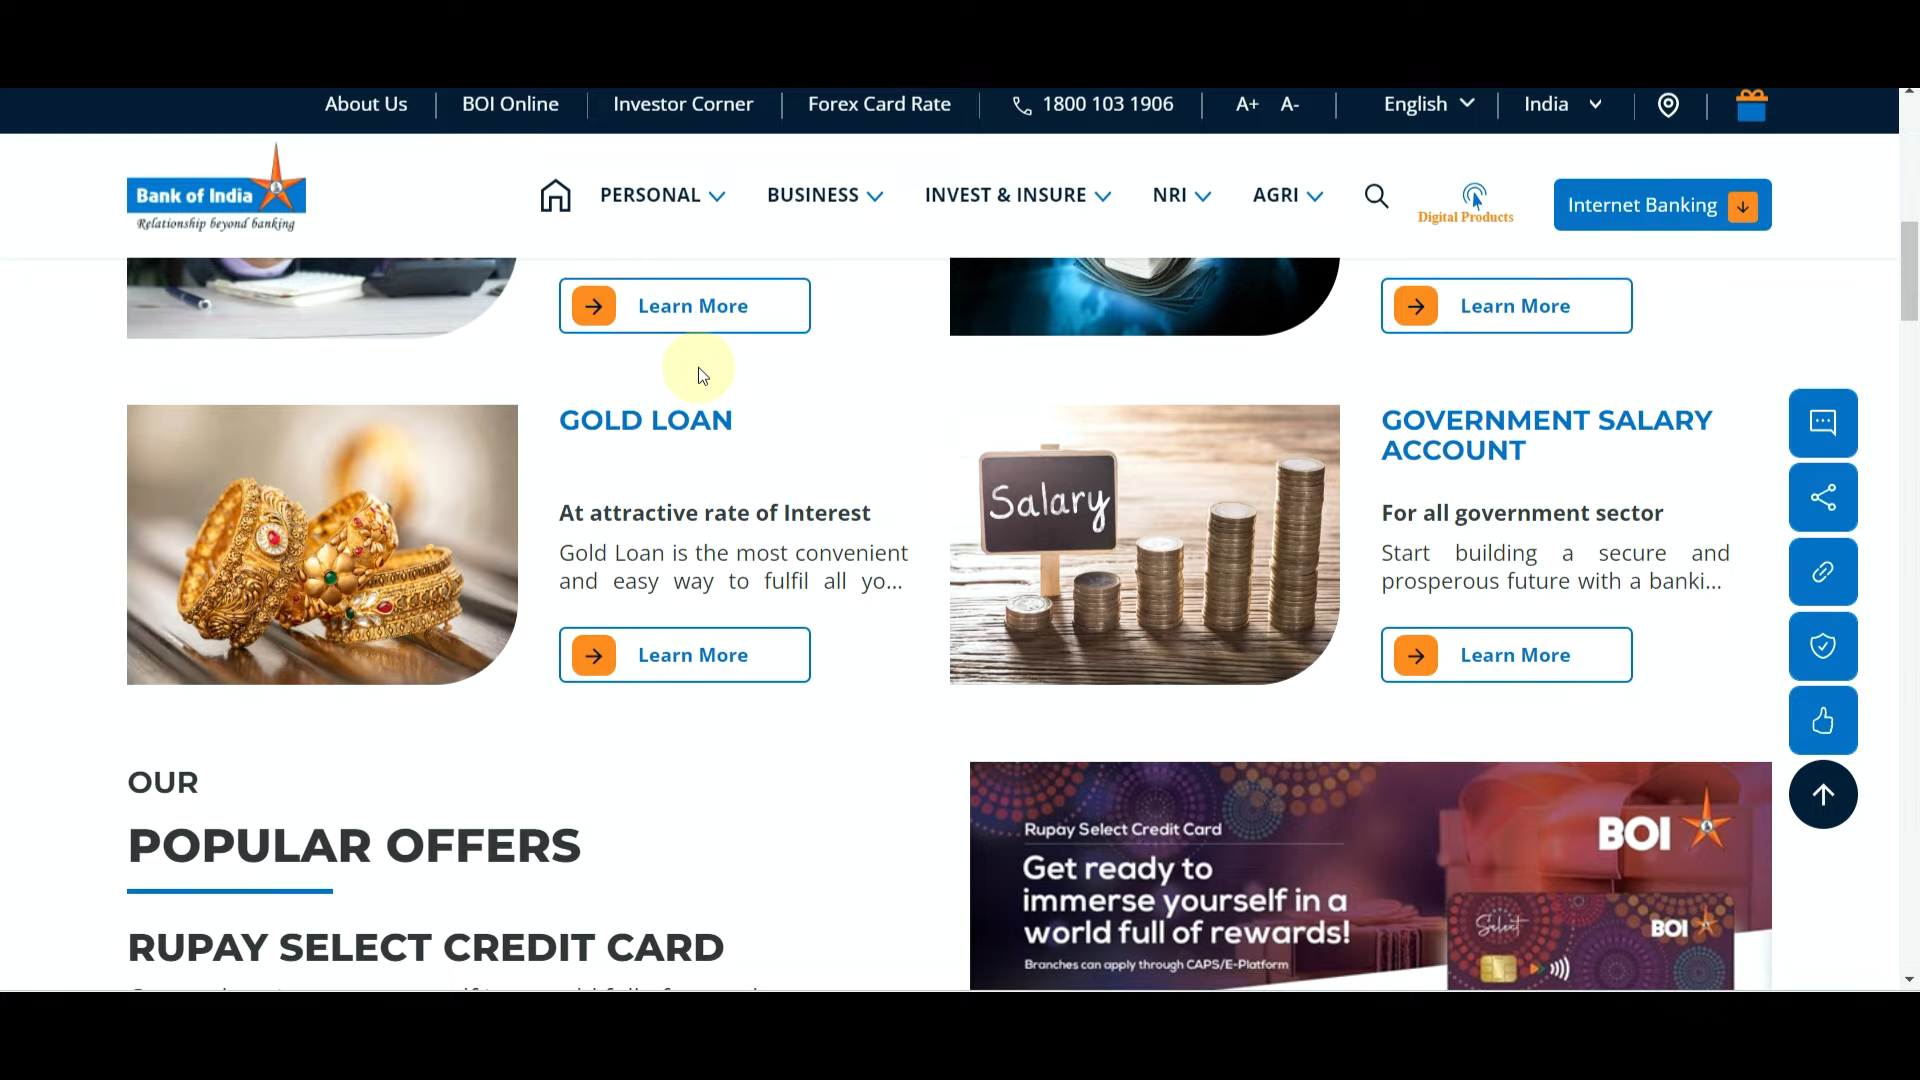 About Us
BOI Online
Investor Corner
Forex Card Rate
1800 103 1906
A+ A-
English
India
Bank of India
Relationship beyond banking
PERSONAL
BUSINESS
INVEST & INSURE
NRI
AGRI
Digital Products
Internet Banking
Learn More
Learn More
GOLD LOAN
At attractive rate of Interest
Gold Loan is the most convenient
and easy way to fulfil all yo...
Learn More
Salary
GOVERNMENT SALARY
ACCOUNT
For all government sector
Start building a secure and
prosperous future with a banki...
Learn More
OUR
POPULAR OFFERS
RUPAY SELECT CREDIT CARD
Rupay Select Credit Card
Get ready to
immerse yourself in a
world full of rewards!
Branches can apply through CAPS/E-Platform
BOI
Select
BOI